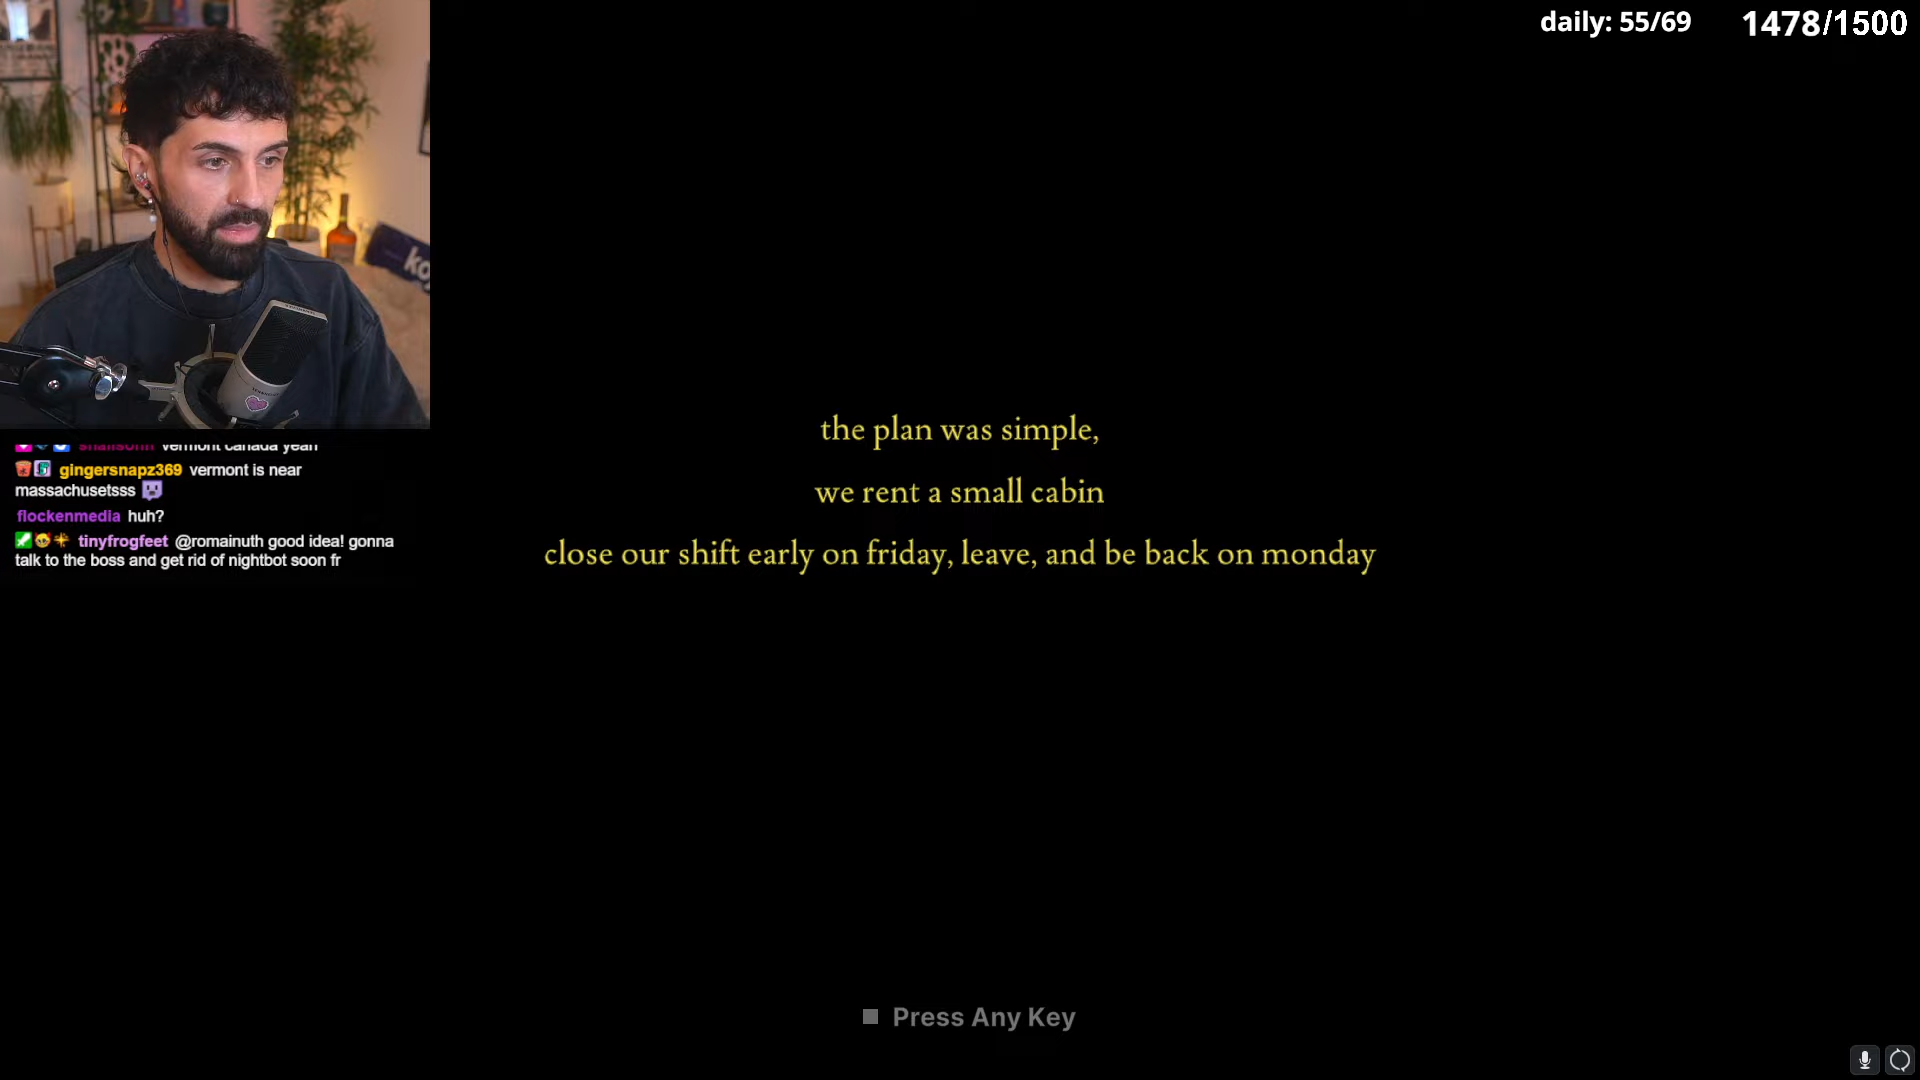 daily: 55/69
1478/1500
ko
the plan was simple,
we rent a small cabin
close our shift early on friday, leave, and be back on monday
shaisorin vermont canada yeah
gingersnapz369 vermont is near
massachusetsss
flockenmedia huh?
tinyfrogfeet @romainuth good idea! gonna
talk to the boss and get rid of nightbot soon fr
Press Any Key